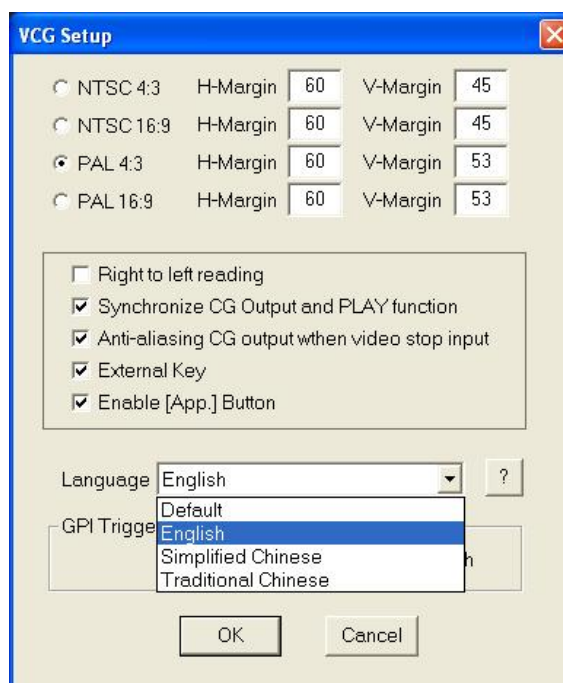 VCG Setup
NTSC 4:3 H-Margin 60 V-Margin 45
NTSC 16:9 H-Margin 60 V-Margin 45
PAL 4:3 H-Margin 60 V-Margin 53
PAL 16:9 H-Margin 60 V-Margin 53
Right to left reading
Synchronize CG Output and PLAY function
Anti-aliasing CG output wthen video stop input
External Key
Enable [App.] Button
Language English ?
Default
GPI Trigge English
Simplified Chinese h
Traditional Chinese
OK Cancel